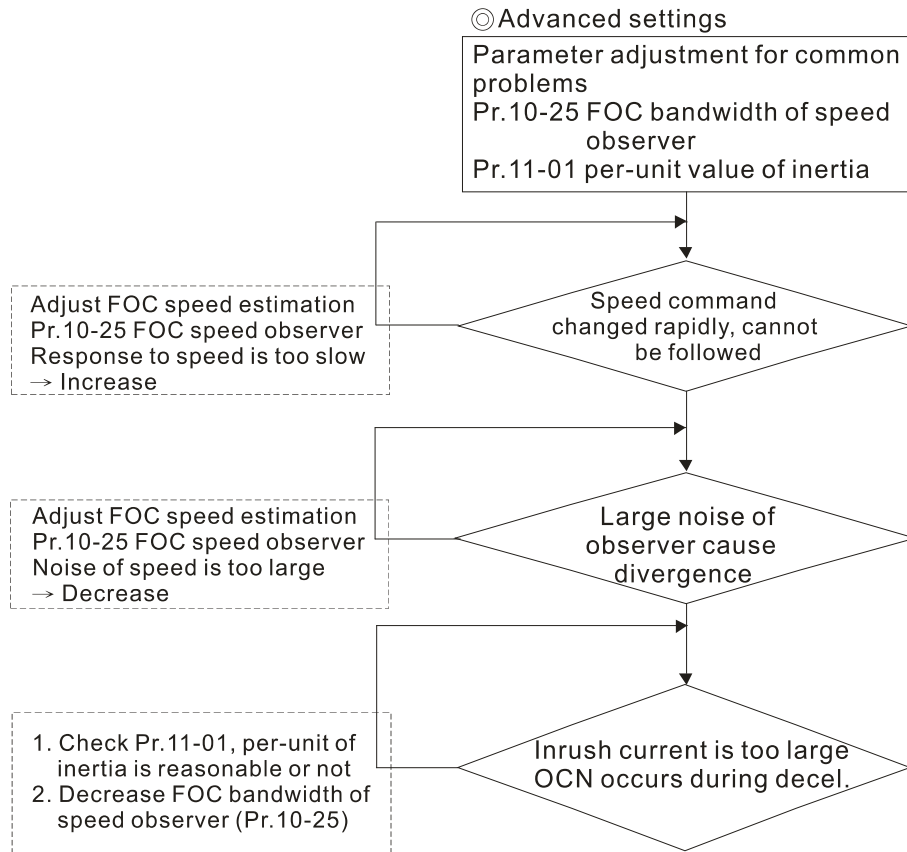 ◎Advanced settings
Parameter adjustment for common
problems
Pr.10-25 FOC bandwidth of speed
observer
Pr.11-01 per-unit value of inertia
Adjust FOC speed estimation
Pr.10-25 FOC speed observer
Response to speed is too slow
→ Increase
Speed command
changed rapidly, cannot
be followed
Adjust FOC speed estimation
Pr.10-25 FOC speed observer
Noise of speed is too large
→ Decrease
Large noise of
observer cause
divergence
1. Check Pr.11-01, per-unit of
inertia is reasonable or not
2. Decrease FOC bandwidth of
speed observer (Pr.10-25)
Inrush current is too large
OCN occurs during decel.